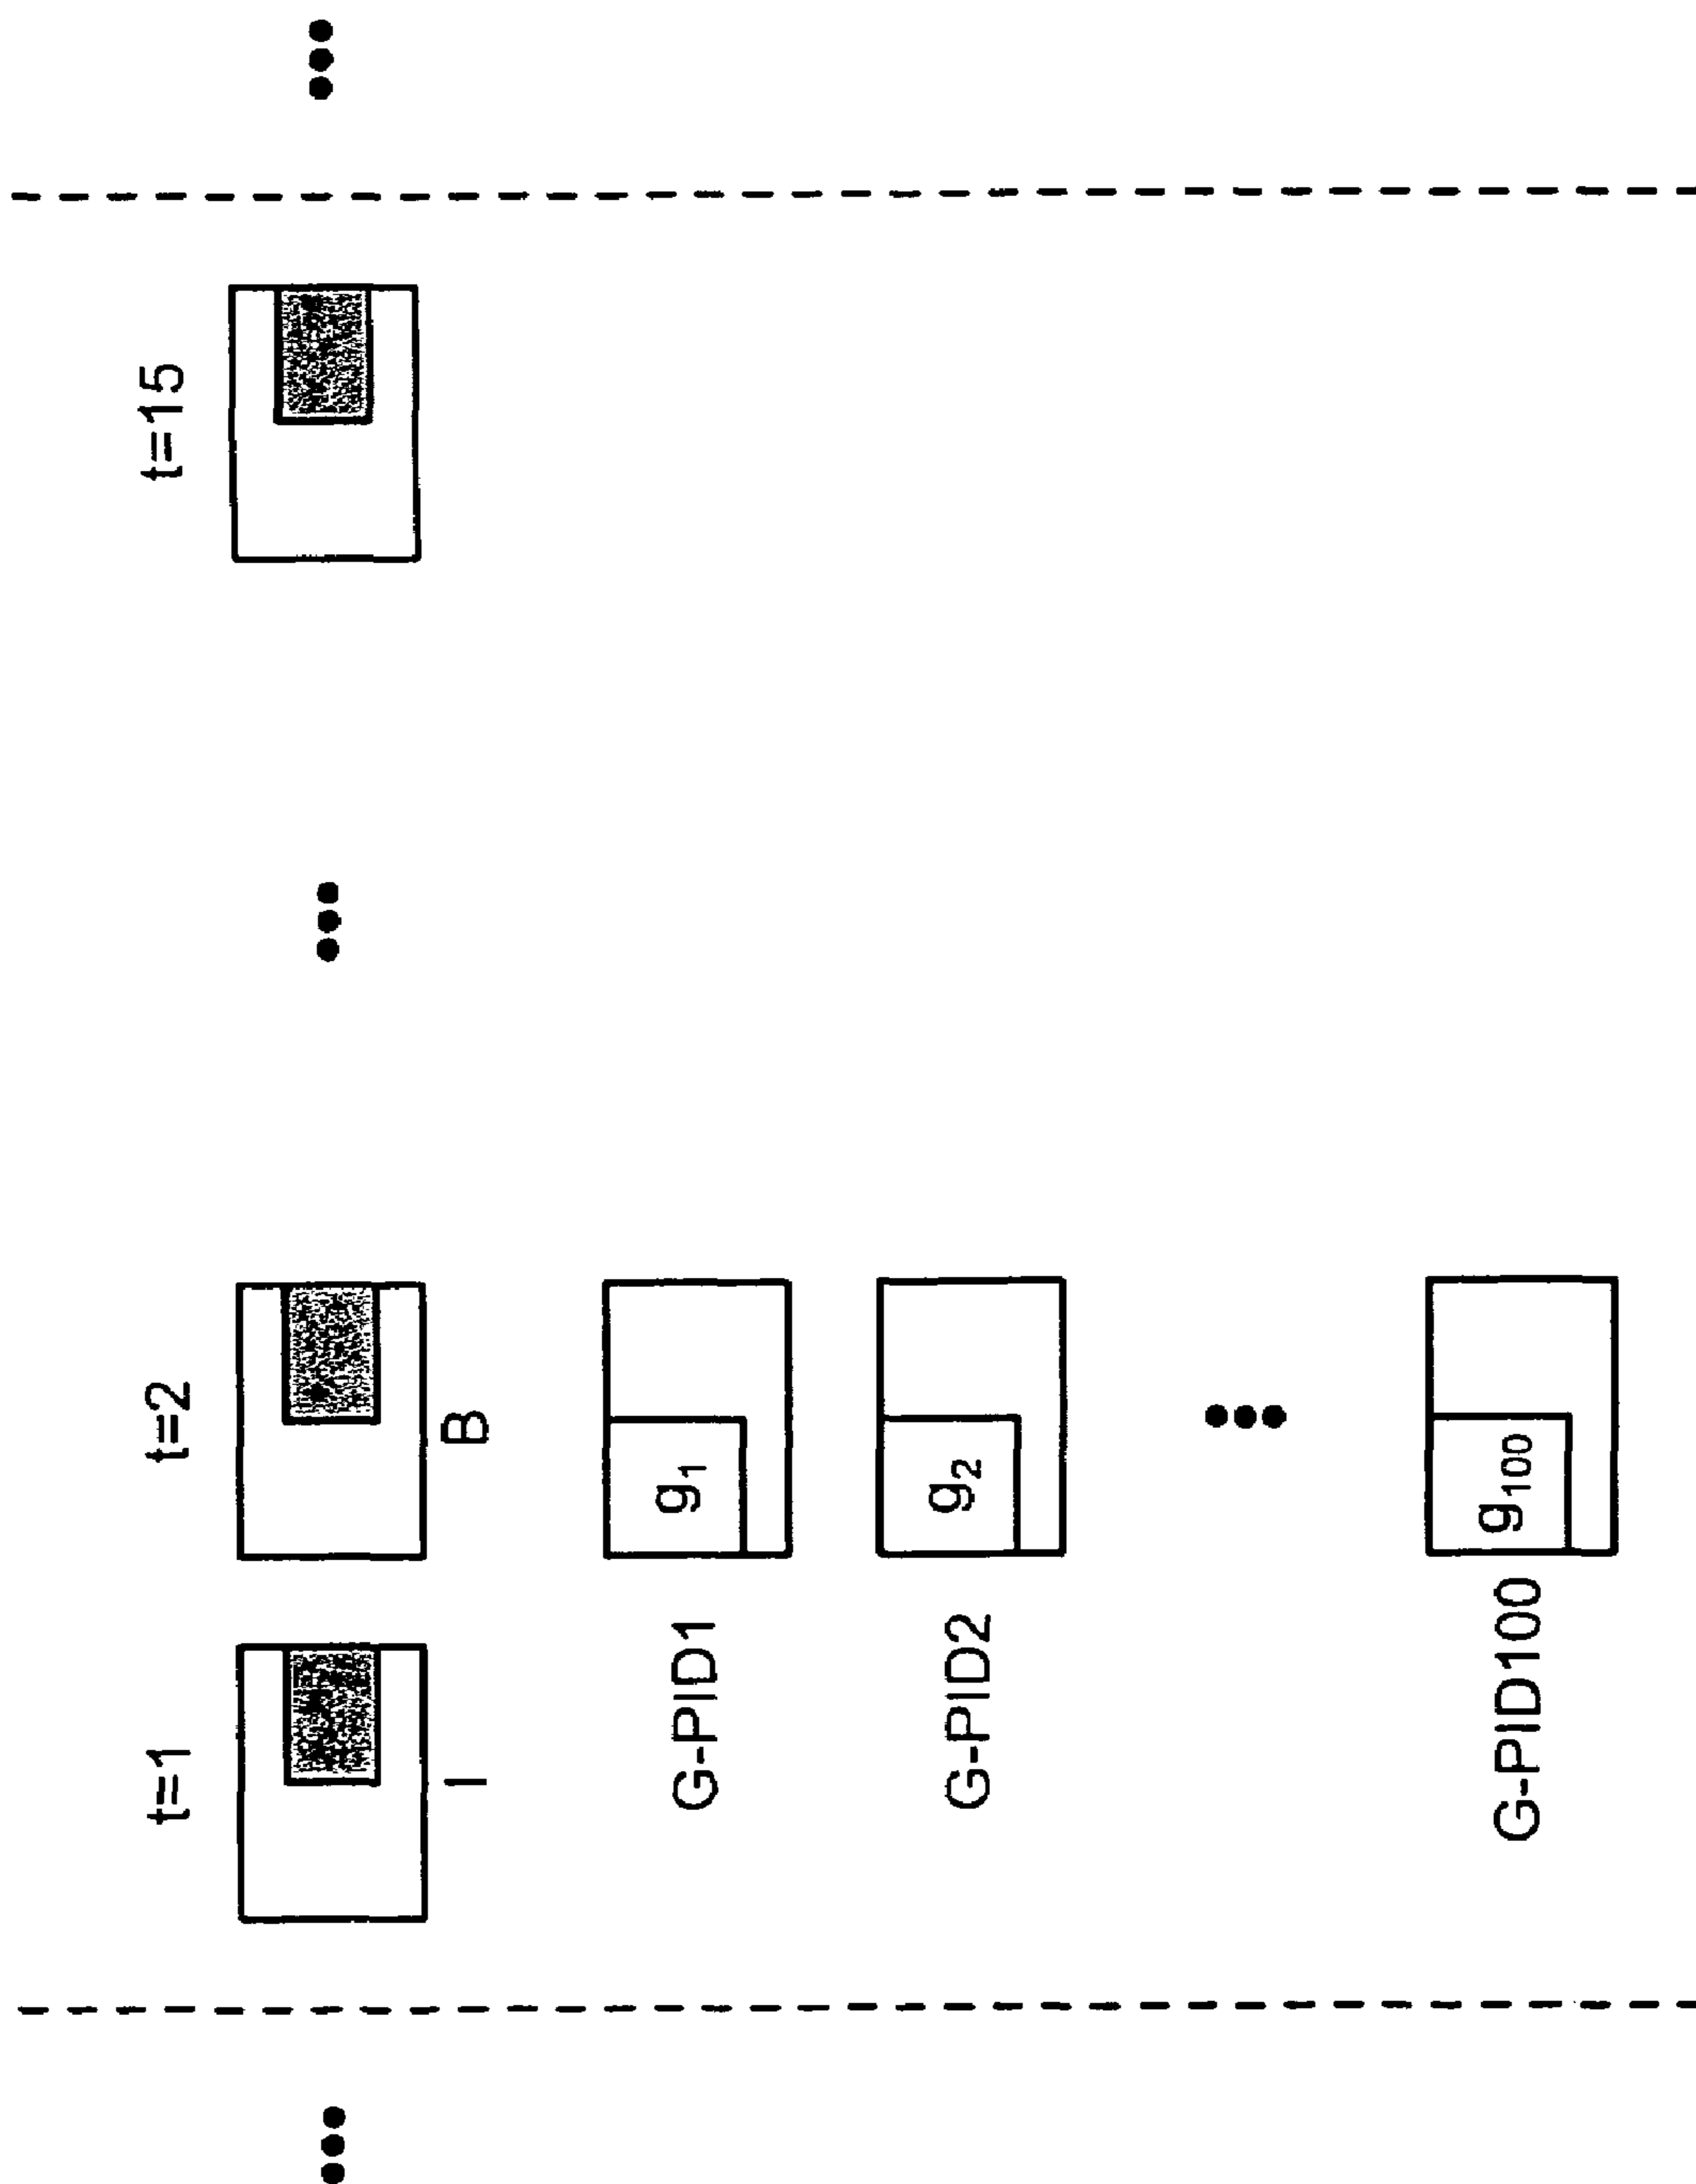 t=1
t=2
t=15
I
B
G-PID1
g₁
G-PID2
g₂
G-PID100
g₁₀₀